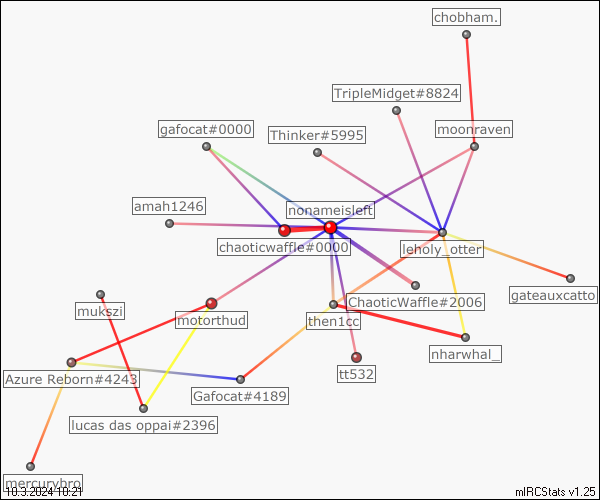 chobham.
TripleMidget#8824
gafocat#0000
Thinker#5995
moonraven
amah1246
nonameisleft
chaoticwaffle#0000
leholy_otter
ChaoticWaffle#2006
gateauxcatto
mukszi
motorthud
then1cc
nharwhal_
Azure Reborn#4243
tt532
Gafocat#4189
lucas das oppai#2396
mercurybro
10.3.2024 10:21
mIRCStats v1.25